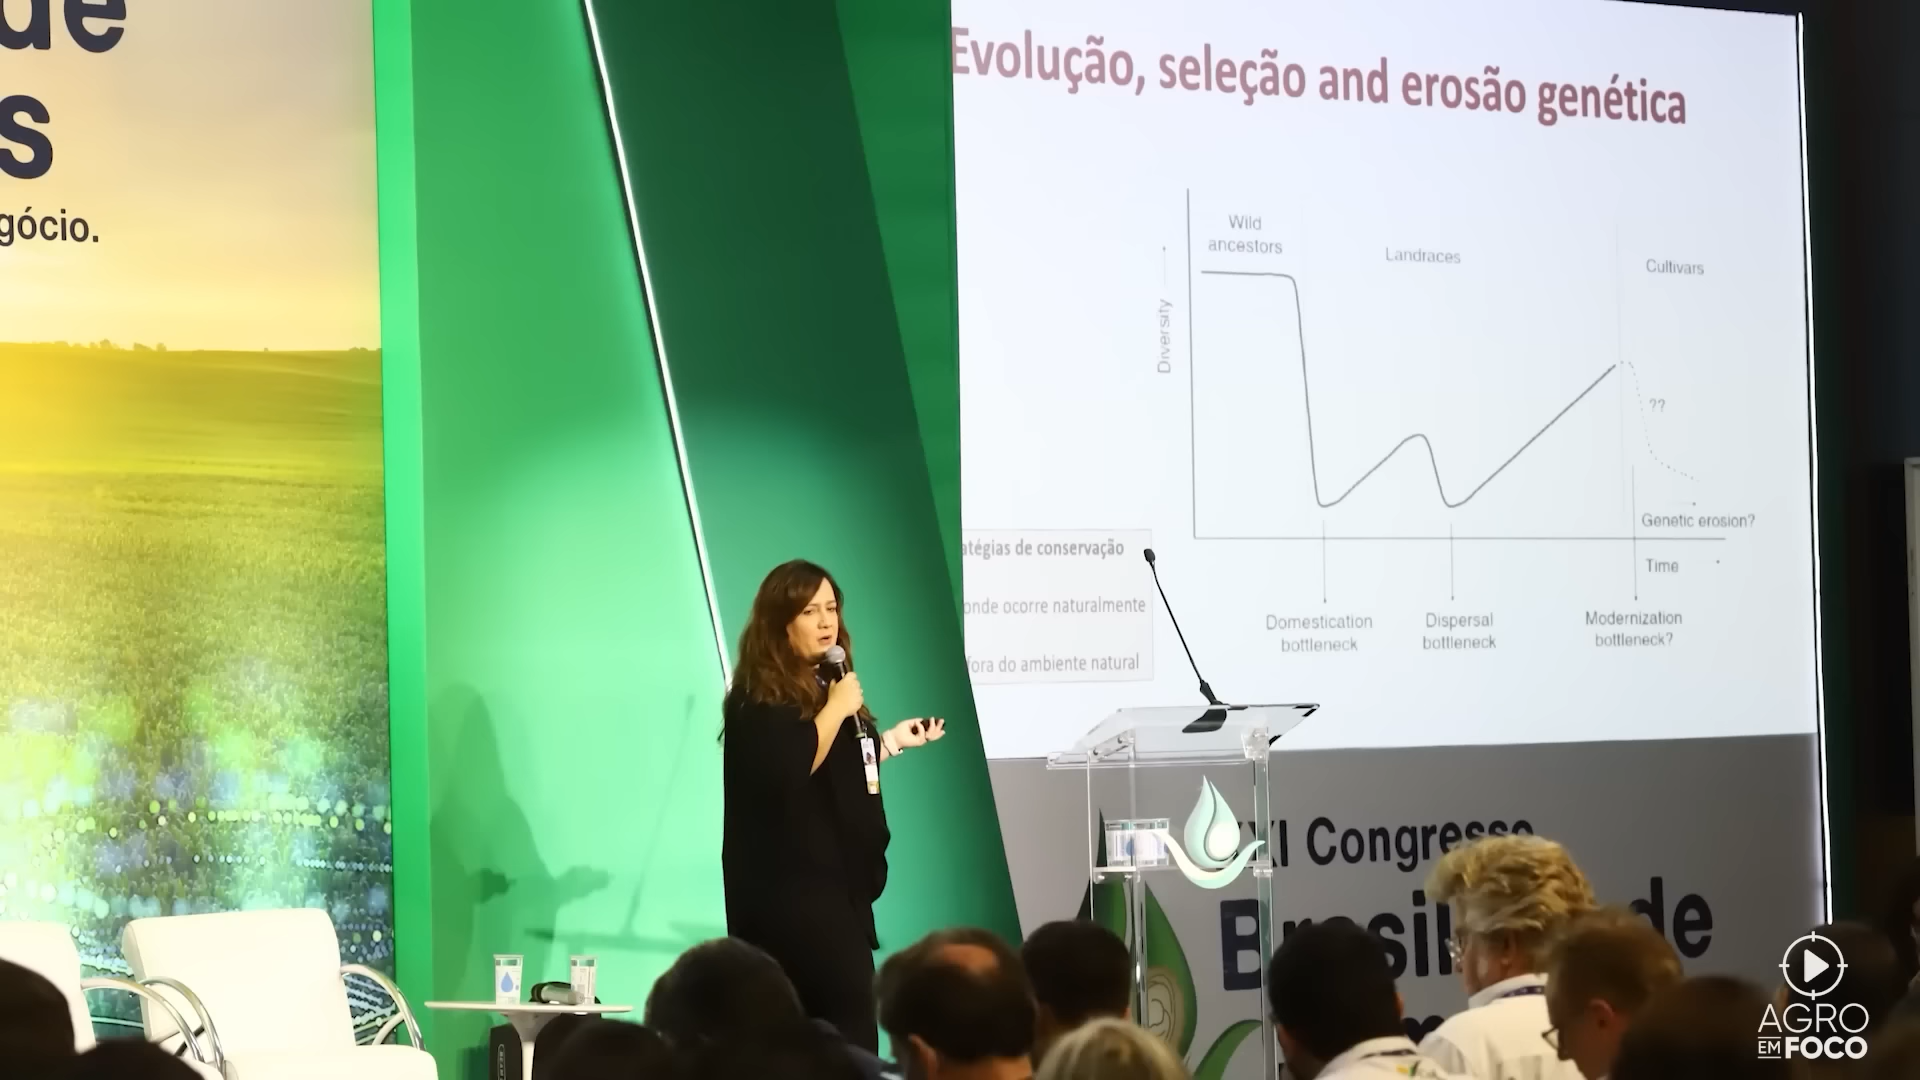 de
s
gócio.
Evolução, seleção and erosão genética
Wild
ancestors
Landraces
Cultivars
Diversity
??
Genetic erosion?
Time
Domestication
bottleneck
Dispersal
bottleneck
Modernization
bottleneck?
atégias de conservação
onde ocorre naturalmente
fora do ambiente natural
XI Congresso
de
AGRO
EM FOCO